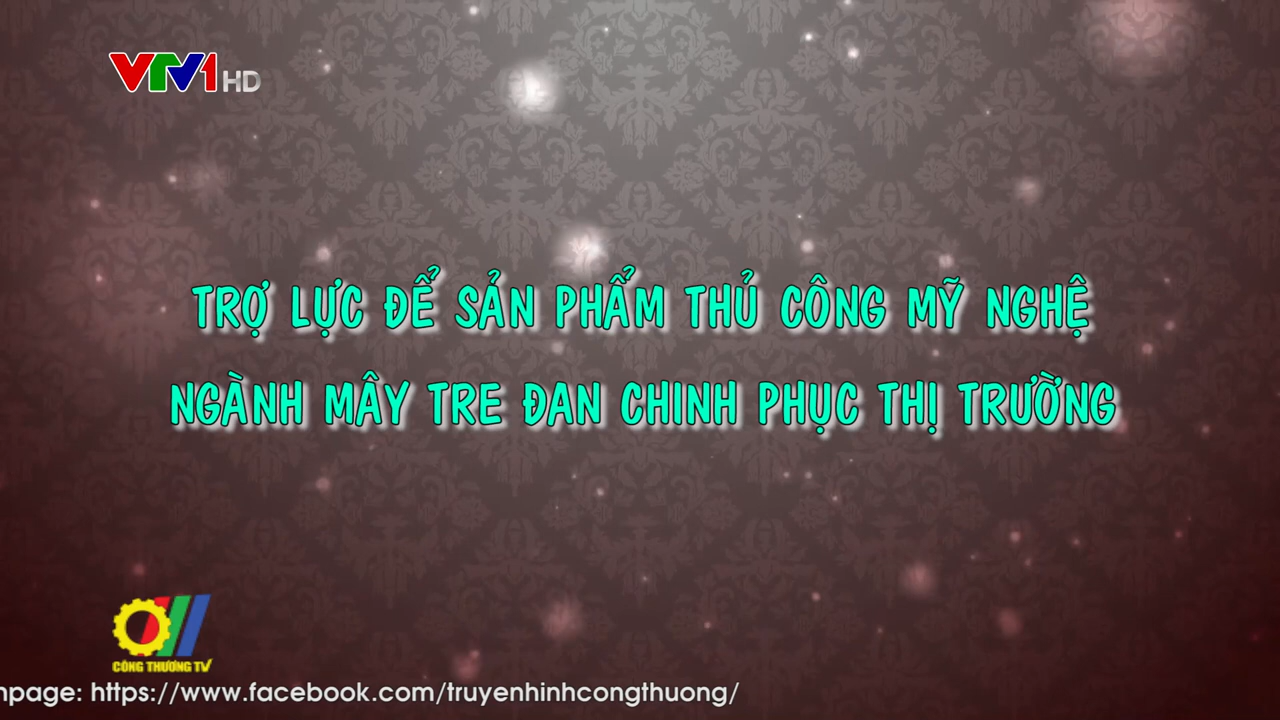 VTV1 HD
TRỢ LỰC ĐỂ SẢN PHẨM THỦ CÔNG MỸ NGHỆ
NGÀNH MÂY TRE ĐAN CHINH PHỤC THỊ TRƯỜNG
CÔNG THƯƠNG TV
npage: https://www.facebook.com/truyenhinhcongthuong/